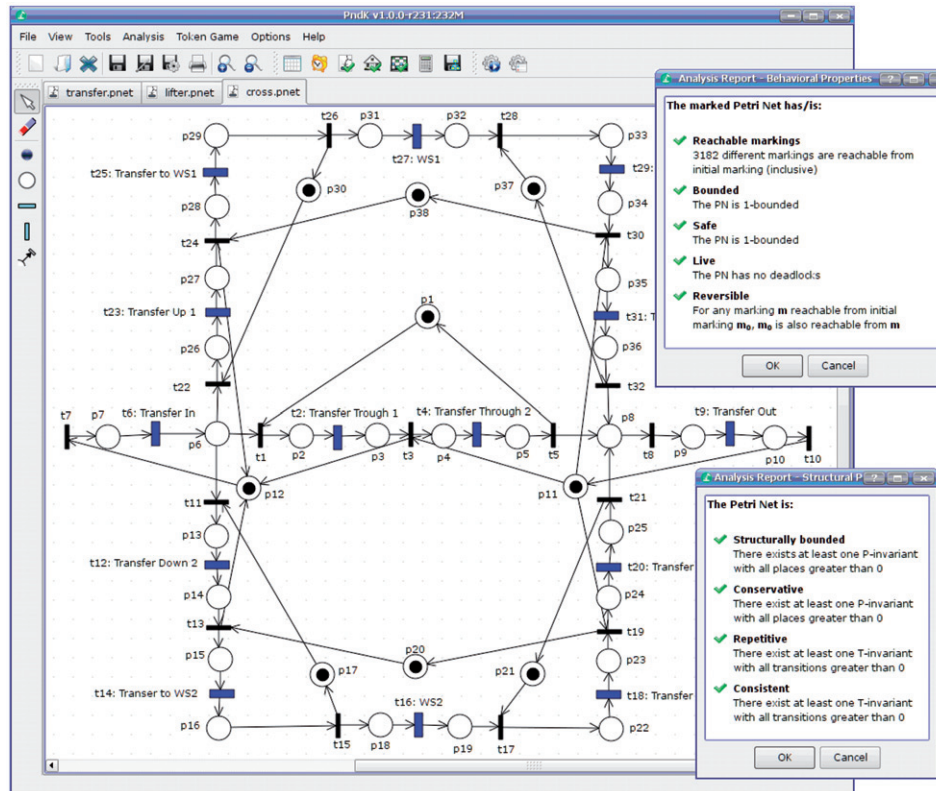 PndK v1.0.0-r231:232M
File View Tools Analysis Token Game Options Help
transfer.pnet lifter.pnet cross.pnet
t26 p31 p32 t28
p29 p33
t27: WS1
t25: Transfer to WS1 t29:
p30 p37
p28 p34
p38
t24 t30
p27 p35
p1
t23: Transfer Up 1 t31: T
p26 p36
t22 t32
t7 p7 t6: Transfer In t2: Transfer Trough 1 t4: Transfer Through 2 p8 t9: Transfer Out
p6 t1 p2 p3 t3 p4 p5 t5 t8 p9 p10 t10
p12 p11
t11 t21
p13 p25
t12: Transfer Down 2 t20: Transfer
p14 p24
t13 t19
p20
p15 p17 p21 p23
t14: Transer to WS2 t16: WS2 t18: Transfer
p16 t15 p18 p19 t17 p22
Analysis Report – Behavioral Properties
The marked Petri Net has/is:
Reachable markings
3182 different markings are reachable from
initial marking (inclusive)
Bounded
The PN is 1-bounded
Safe
The PN is 1-bounded
Live
The PN has no deadlocks
Reversible
For any marking m reachable from initial
marking m₀, m₀ is also reachable from m
OK Cancel
Analysis Report – Structural P
The Petri Net is:
Structurally bounded
There exists at least one P-invariant
with all places greater than 0
Conservative
There exist at least one P-invariant
with all places greater than 0
Repetitive
There exist at least one T-invariant
with all transitions greater than 0
Consistent
There exist at least one T-invariant
with all transitions greater than 0
OK Cancel